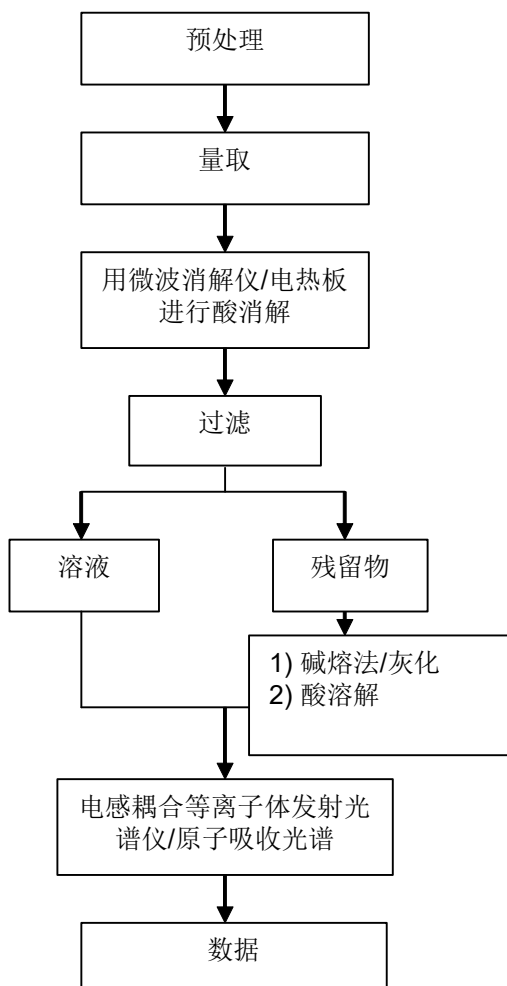 预处理
量取
用微波消解仪/电热板
进行酸消解
过滤
溶液
残留物
1) 碱熔法/灰化
2) 酸溶解
电感耦合等离子体发射光
谱仪/原子吸收光谱
数据